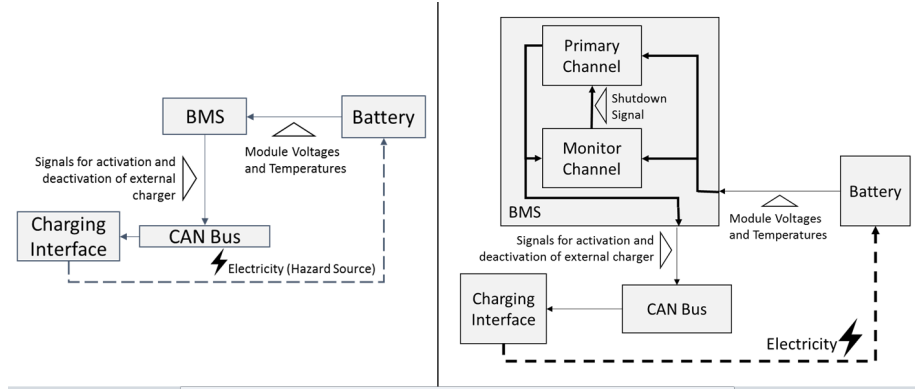 BMS
Battery
Module Voltages
and Temperatures
Signals for activation and
deactivation of external
charger
Charging
Interface
CAN Bus
Electricity (Hazard Source)
Primary
Channel
Shutdown
Signal
Monitor
Channel
BMS
Battery
Module Voltages
and Temperatures
Signals for activation and
deactivation of external charger
Charging
Interface
CAN Bus
Electricity